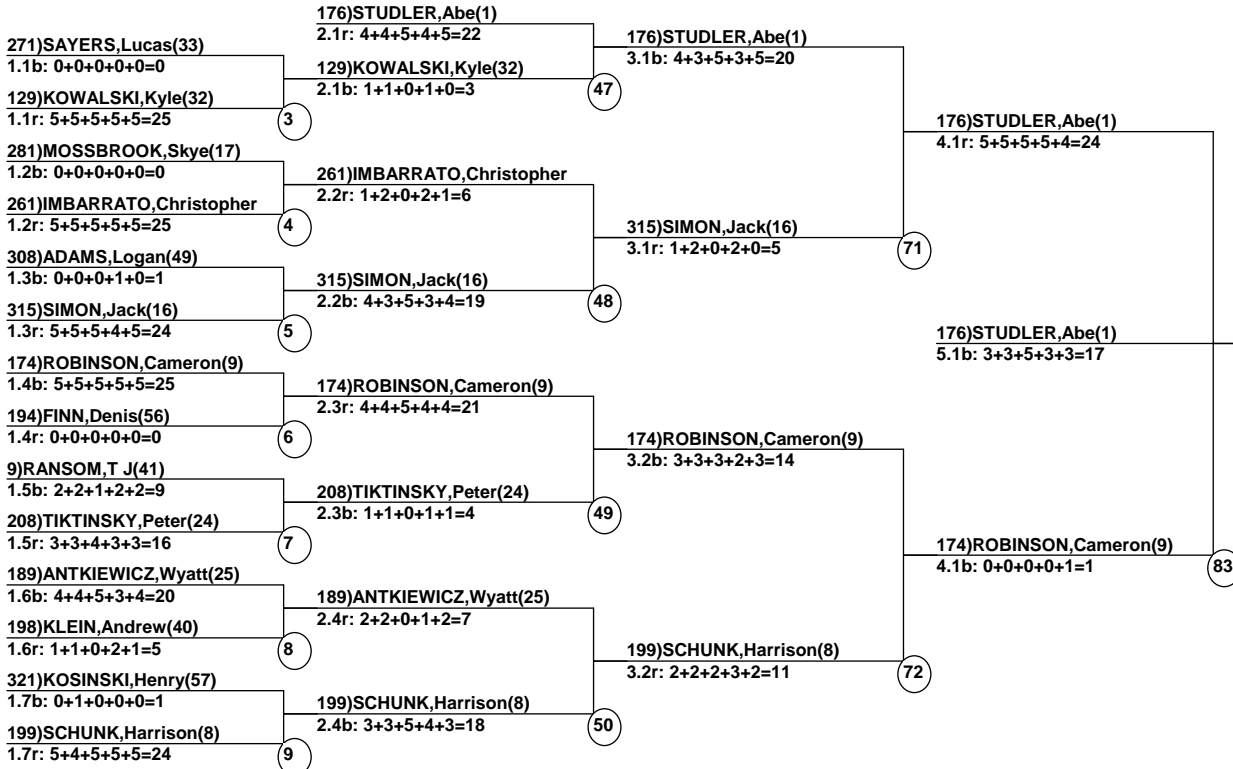 271)SAYERS,Lucas(33)
1.1b: 0+0+0+0+0=0
129)KOWALSKI,Kyle(32)
1.1r: 5+5+5+5+5=25
3
281)MOSSBROOK,Skye(17)
1.2b: 0+0+0+0+0=0
261)IMBARRATO,Christopher
1.2r: 5+5+5+5+5=25
4
308)ADAMS,Logan(49)
1.3b: 0+0+0+1+0=1
315)SIMON,Jack(16)
1.3r: 5+5+5+4+5=24
5
174)ROBINSON,Cameron(9)
1.4b: 5+5+5+5+5=25
194)FINN,Denis(56)
1.4r: 0+0+0+0+0=0
6
9)RANSOM,T J(41)
1.5b: 2+2+1+2+2=9
208)TIKTINSKY,Peter(24)
1.5r: 3+3+4+3+3=16
7
189)ANTKIEWICZ,Wyatt(25)
1.6b: 4+4+5+3+4=20
198)KLEIN,Andrew(40)
1.6r: 1+1+0+2+1=5
8
321)KOSINSKI,Henry(57)
1.7b: 0+1+0+0+0=1
199)SCHUNK,Harrison(8)
1.7r: 5+4+5+5+5=24
9
176)STUDLER,Abe(1)
2.1r: 4+4+5+4+5=22
129)KOWALSKI,Kyle(32)
2.1b: 1+1+0+1+0=3
47
261)IMBARRATO,Christopher
2.2r: 1+2+0+2+1=6
315)SIMON,Jack(16)
2.2b: 4+3+5+3+4=19
48
174)ROBINSON,Cameron(9)
2.3r: 4+4+5+4+4=21
208)TIKTINSKY,Peter(24)
2.3b: 1+1+0+1+1=4
49
189)ANTKIEWICZ,Wyatt(25)
2.4r: 2+2+0+1+2=7
199)SCHUNK,Harrison(8)
2.4b: 3+3+5+4+3=18
50
176)STUDLER,Abe(1)
3.1b: 4+3+5+3+5=20
315)SIMON,Jack(16)
3.1r: 1+2+0+2+0=5
71
174)ROBINSON,Cameron(9)
3.2b: 3+3+3+2+3=14
199)SCHUNK,Harrison(8)
3.2r: 2+2+2+3+2=11
72
176)STUDLER,Abe(1)
4.1r: 5+5+5+5+4=24
174)ROBINSON,Cameron(9)
4.1b: 0+0+0+0+1=1
83
176)STUDLER,Abe(1)
5.1b: 3+3+5+3+3=17